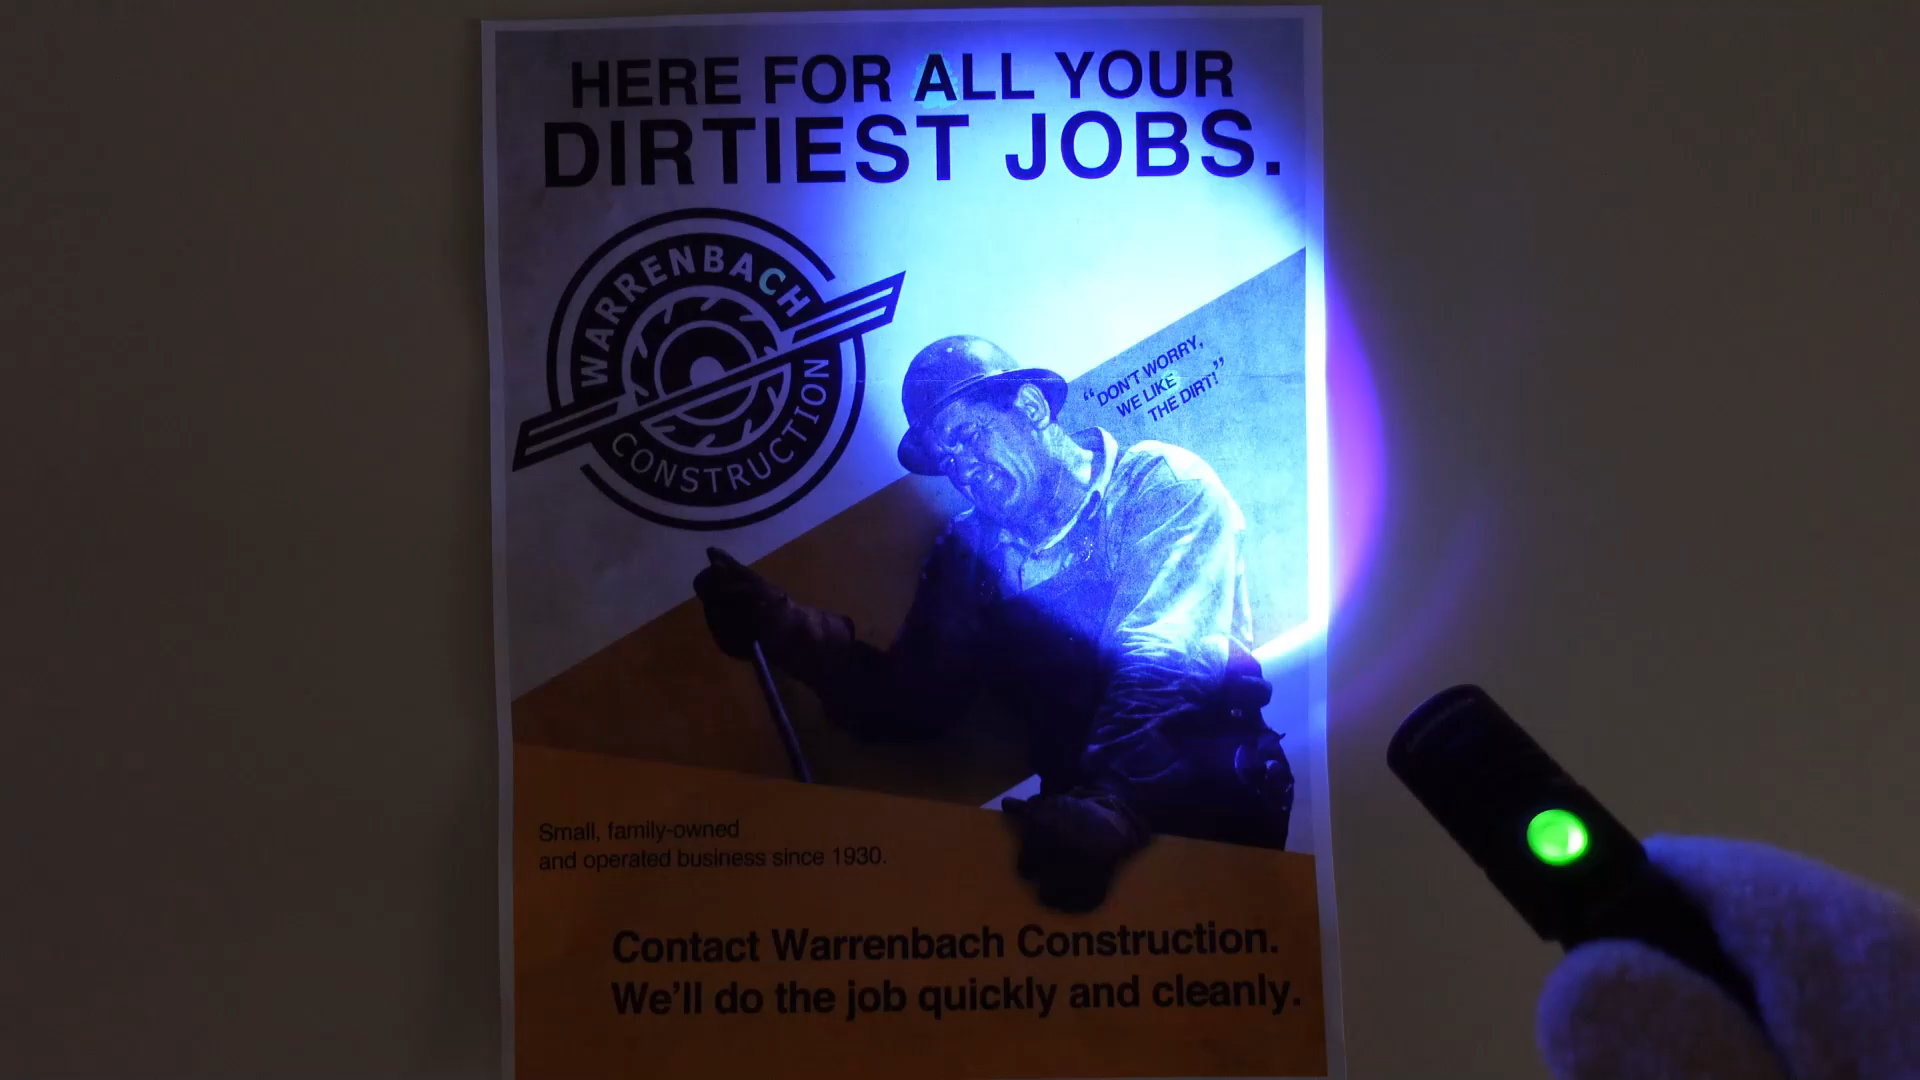 HERE FOR ALL YOUR
DIRTIEST JOBS.
WARRENBACH
CONSTRUCTION
“DON'T WORRY,
WE LIKE
THE DIRT!”
Small, family-owned
and operated business since 1930.
Contact Warrenbach Construction.
We'll do the job quickly and cleanly.